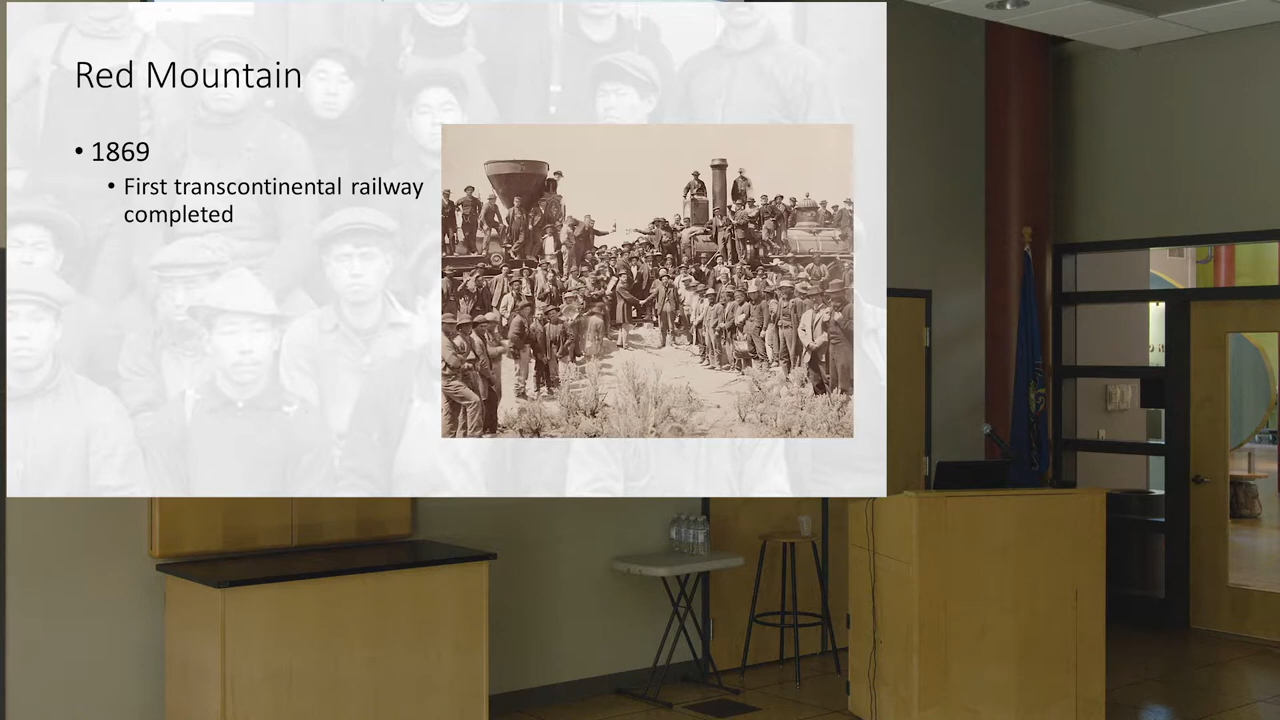 Red Mountain
• 1869
• First transcontinental railway
completed